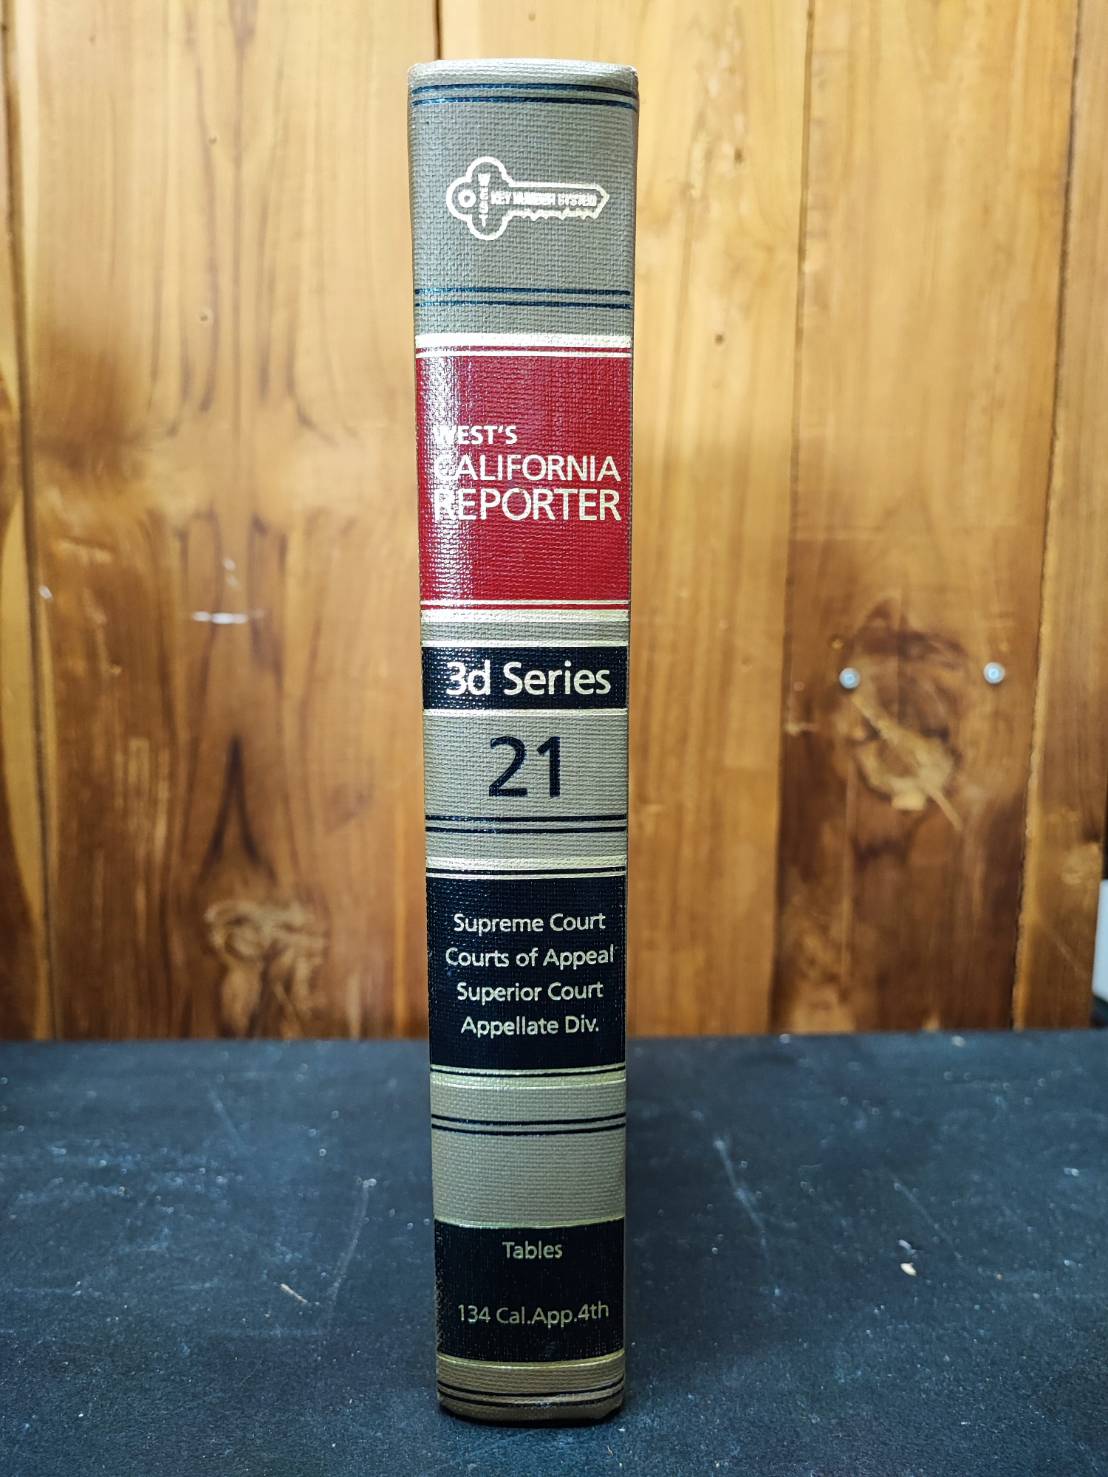 WEST
KEY NUMBER SYSTEM
WEST'S
CALIFORNIA
REPORTER
3d Series
21
Supreme Court
Courts of Appeal
Superior Court
Appellate Div.
Tables
134 Cal.App.4th